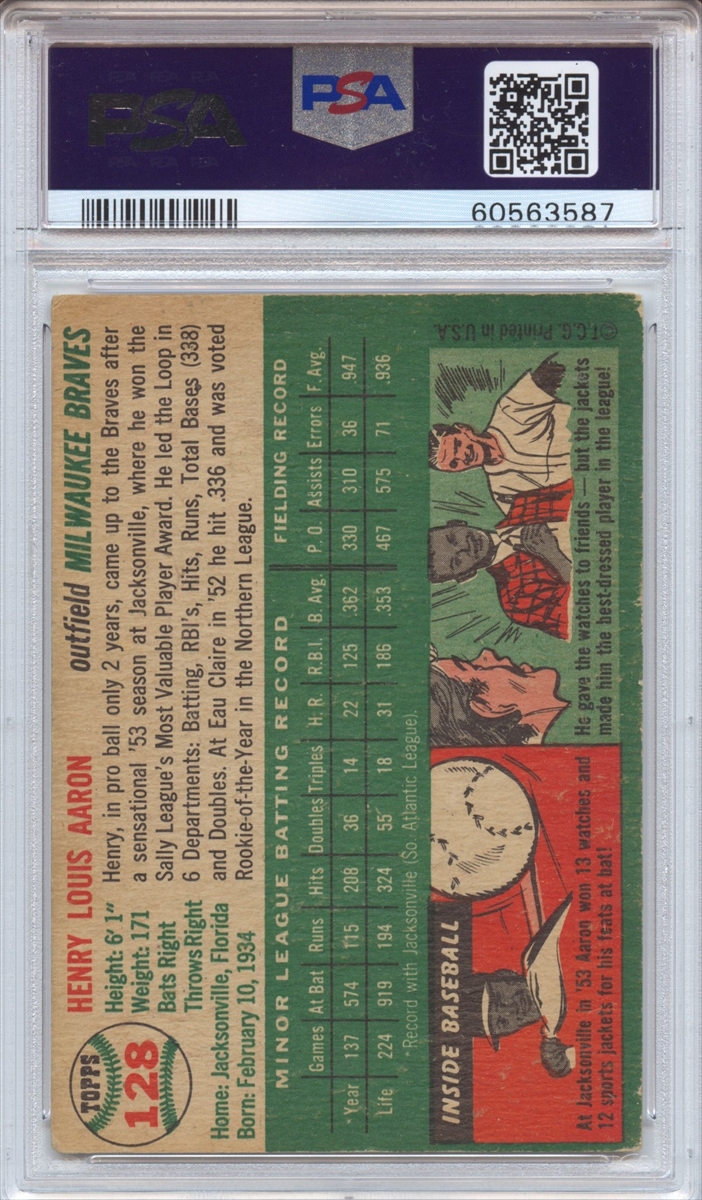 PSA
PSA
60563587
TOPPS
128
HENRY LOUIS AARON
outfield MILWAUKEE BRAVES
Height: 6' 1"
Weight: 171
Bats Right
Throws Right
Home: Jacksonville, Florida
Born: February 10, 1934
Henry, in pro ball only 2 years, came up to the Braves after
a sensational '53 season at Jacksonville, where he won the
Sally League's Most Valuable Player Award. He led the Loop in
6 Departments: Batting, RBI's, Hits, Runs, Total Bases (338)
and Doubles. At Eau Claire in '52 he hit .336 and was voted
Rookie-of-the-Year in the Northern League.
MINOR LEAGUE BATTING RECORD FIELDING RECORD
Games At Bat Runs Hits Doubles Triples H. R. R.B.I. B. Avg. P. O. Assists Errors F. Avg.
* Year 137 574 115 208 36 14 22 125 .362 330 310 36 .947
Life 224 919 194 324 55 18 31 186 .353 467 575 71 .936
*Record with Jacksonville (So. Atlantic League).
INSIDE BASEBALL
At Jacksonville in '53 Aaron won 13 watches and
12 sports jackets for his feats at bat!
He gave the watches to friends — but the jackets
made him the best-dressed player in the league!
© T.C.G. Printed in U.S.A.